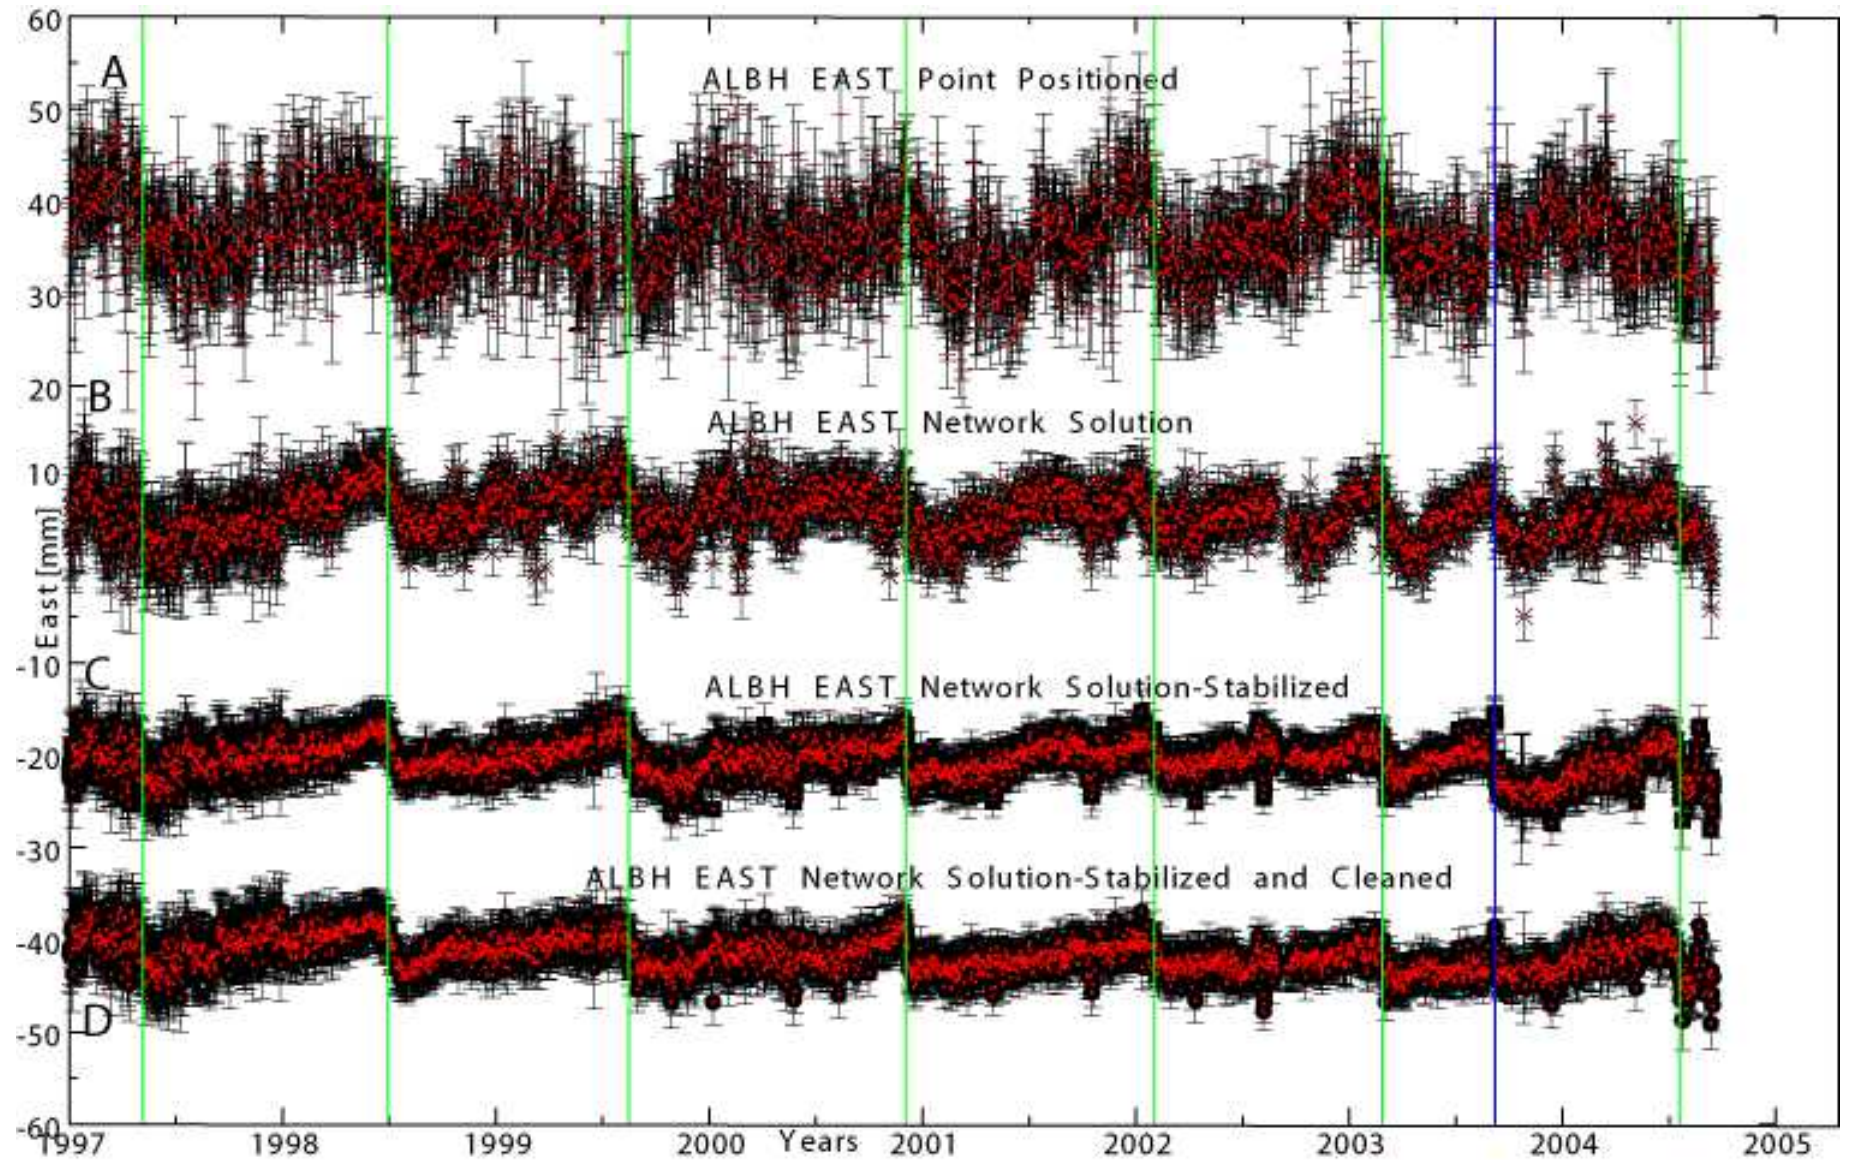 60
A
ALBH EAST Point Positioned
50
40
30
20
B
ALBH EAST Network Solution
10
East [mm]
-10
C
ALBH EAST Network Solution-Stabilized
-20
-30
ALBH EAST Network Solution-Stabilized and Cleaned
-40
D
-50
-60
1997 1998 1999 2000 Years 2001 2002 2003 2004 2005